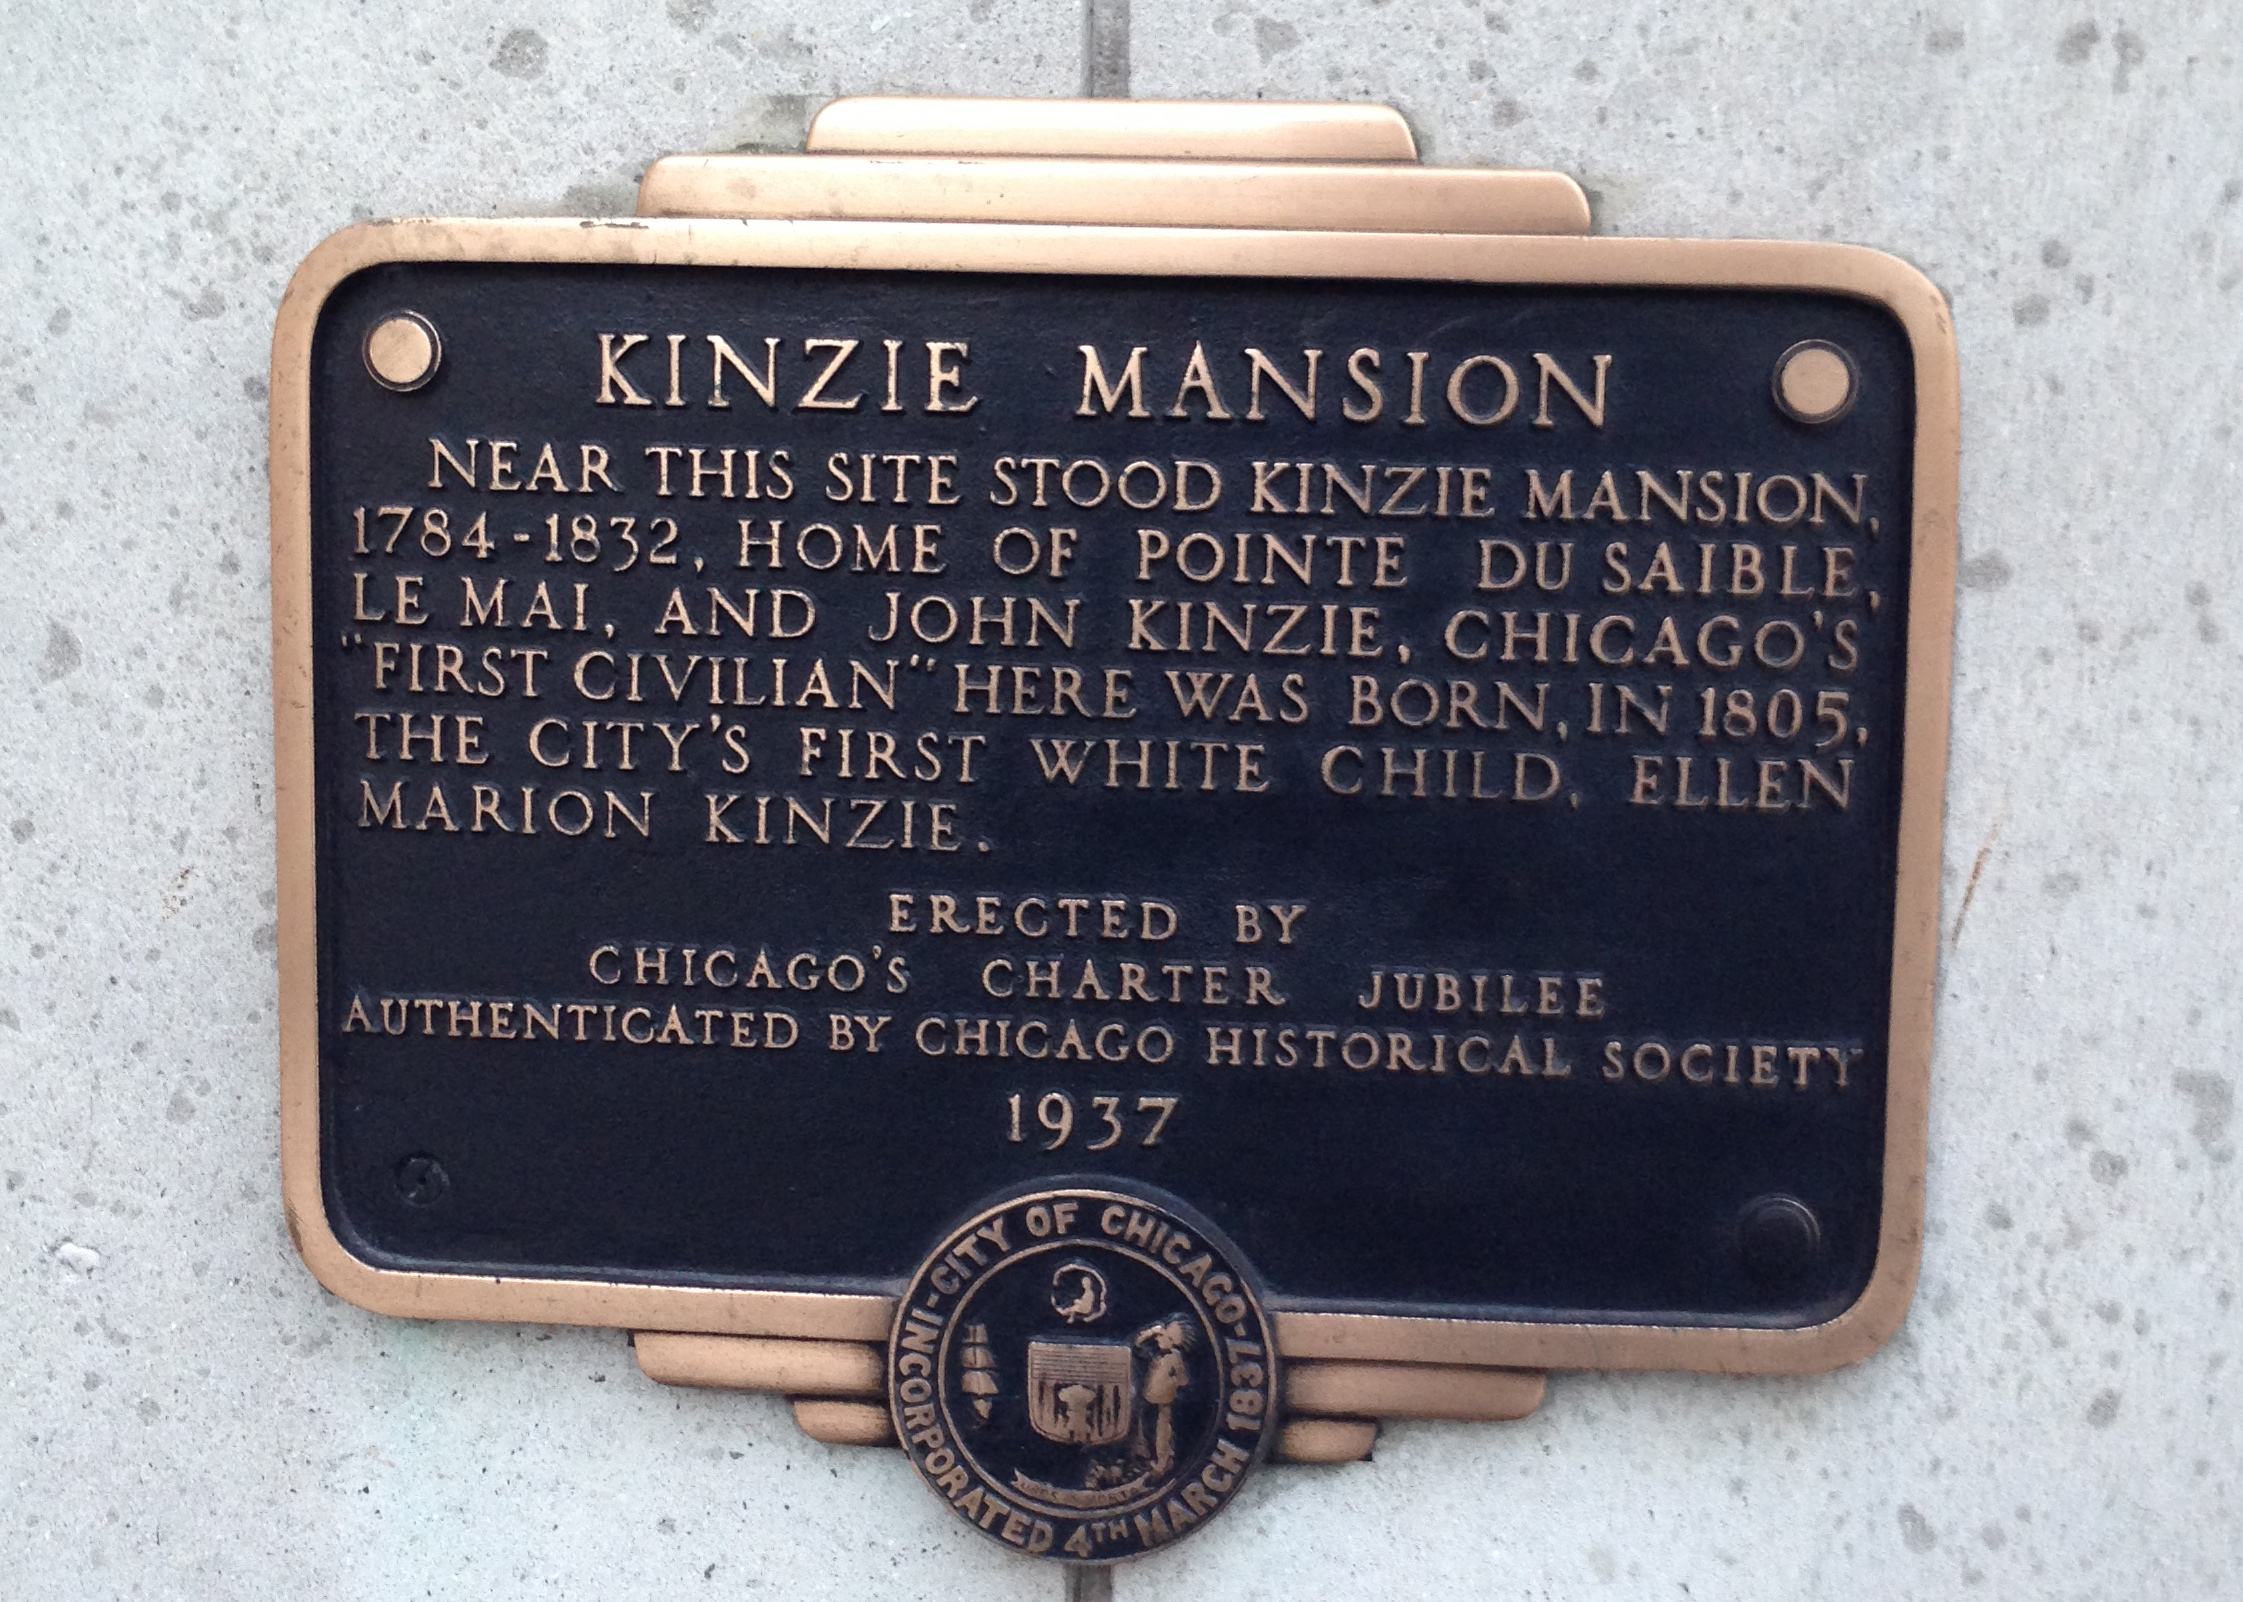 KINZIE MANSION
NEAR THIS SITE STOOD KINZIE MANSION,
1784-1832, HOME OF POINTE DU SAIBLE,
LE MAI, AND JOHN KINZIE, CHICAGO'S
"FIRST CIVILIAN" HERE WAS BORN, IN 1805,
THE CITY'S FIRST WHITE CHILD, ELLEN
MARION KINZIE.
ERECTED BY
CHICAGO'S CHARTER JUBILEE
AUTHENTICATED BY CHICAGO HISTORICAL SOCIETY
1937
CITY OF CHICAGO-
INCORPORATED 4TH MARCH 1837-